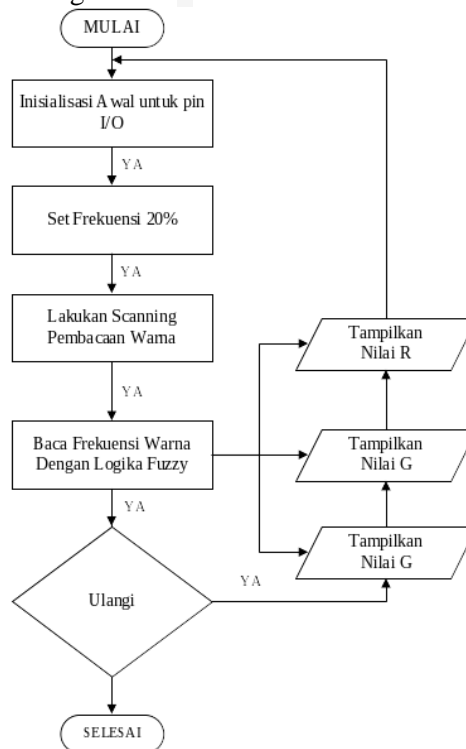 MULAI
Inisialisasi Awal untuk pin
I/O
YA
Set Frekuensi 20%
YA
Lakukan Scanning
Pembacaan Warna
YA
Baca Frekuensi Warna
Dengan Logika Fuzzy
YA
Ulangi
YA
SELESAI
Tampilkan
Nilai R
Tampilkan
Nilai G
Tampilkan
Nilai G